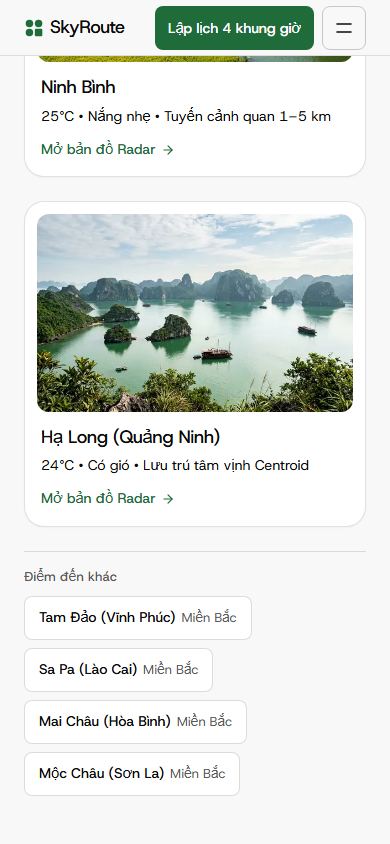 SkyRoute
Lập lịch 4 khung giờ
Ninh Bình
25°C • Nắng nhẹ • Tuyến cảnh quan 1–5 km
Mở bản đồ Radar →
Hạ Long (Quảng Ninh)
24°C • Có gió • Lưu trú tâm vịnh Centroid
Mở bản đồ Radar →
Điểm đến khác
Tam Đảo (Vĩnh Phúc) Miền Bắc
Sa Pa (Lào Cai) Miền Bắc
Mai Châu (Hòa Bình) Miền Bắc
Mộc Châu (Sơn La) Miền Bắc